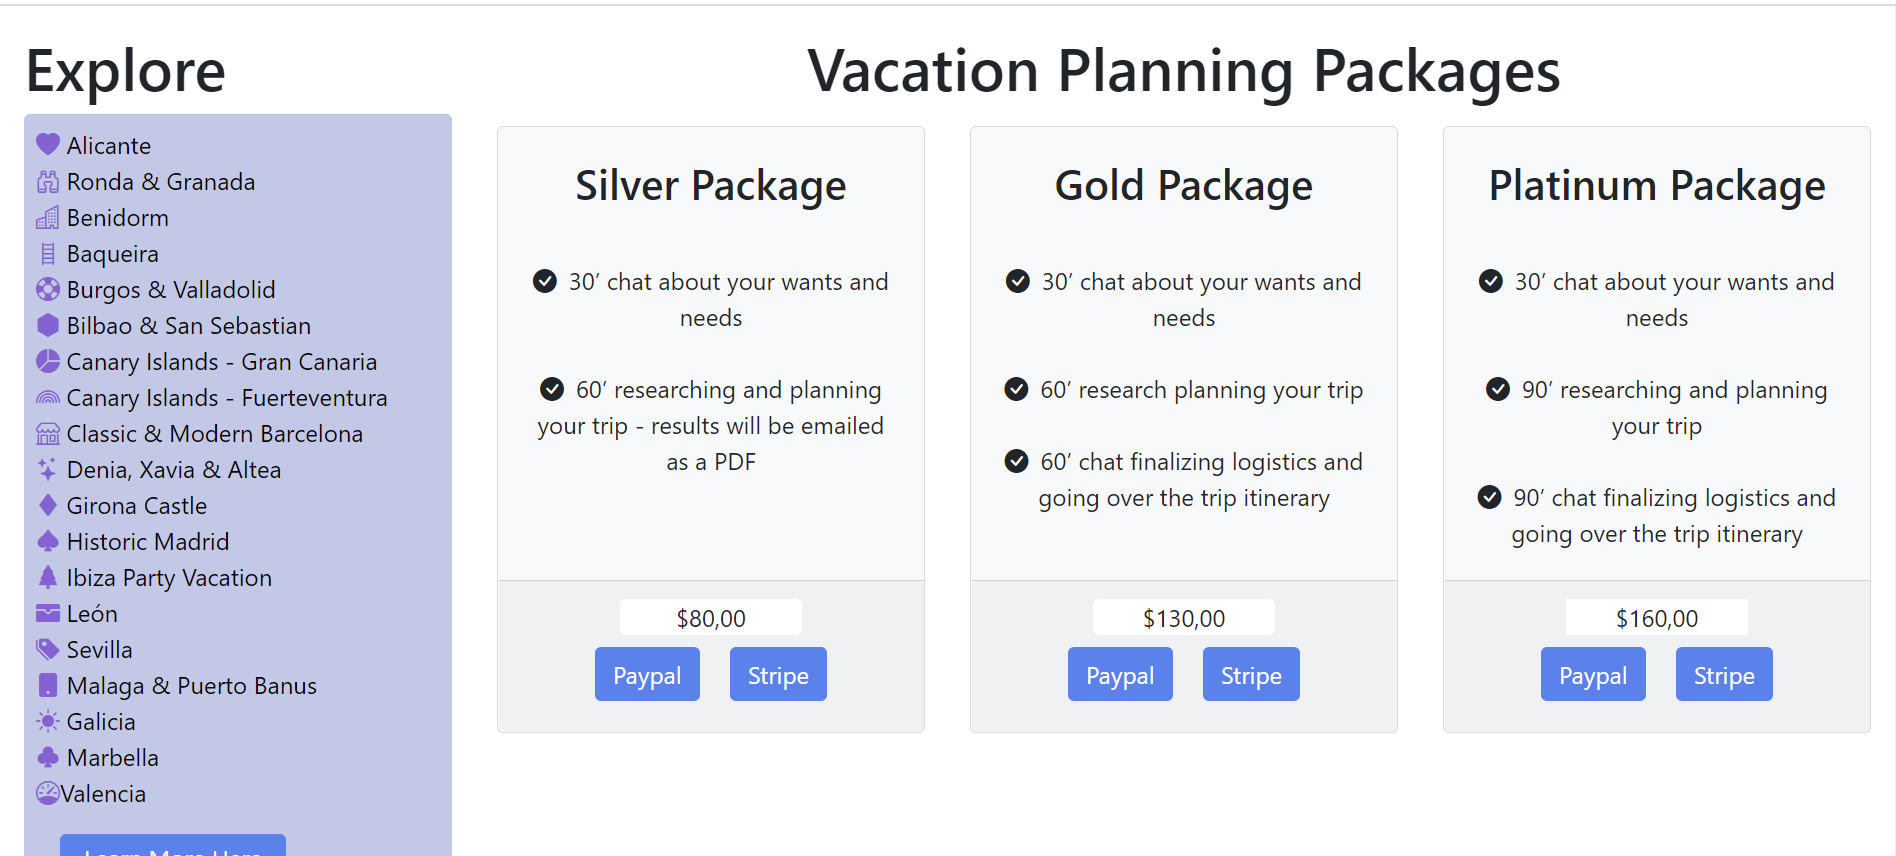 Explore
Alicante
Ronda & Granada
Benidorm
Baqueira
Burgos & Valladolid
Bilbao & San Sebastian
Canary Islands - Gran Canaria
Canary Islands - Fuerteventura
Classic & Modern Barcelona
Denia, Xavia & Altea
Girona Castle
Historic Madrid
Ibiza Party Vacation
León
Sevilla
Malaga & Puerto Banus
Galicia
Marbella
Valencia
Learn More Here
Vacation Planning Packages
Silver Package
30’ chat about your wants and
needs
60’ researching and planning
your trip - results will be emailed
as a PDF
$80,00
Paypal
Stripe
Gold Package
30’ chat about your wants and
needs
60’ research planning your trip
60’ chat finalizing logistics and
going over the trip itinerary
$130,00
Paypal
Stripe
Platinum Package
30’ chat about your wants and
needs
90’ researching and planning
your trip
90’ chat finalizing logistics and
going over the trip itinerary
$160,00
Paypal
Stripe